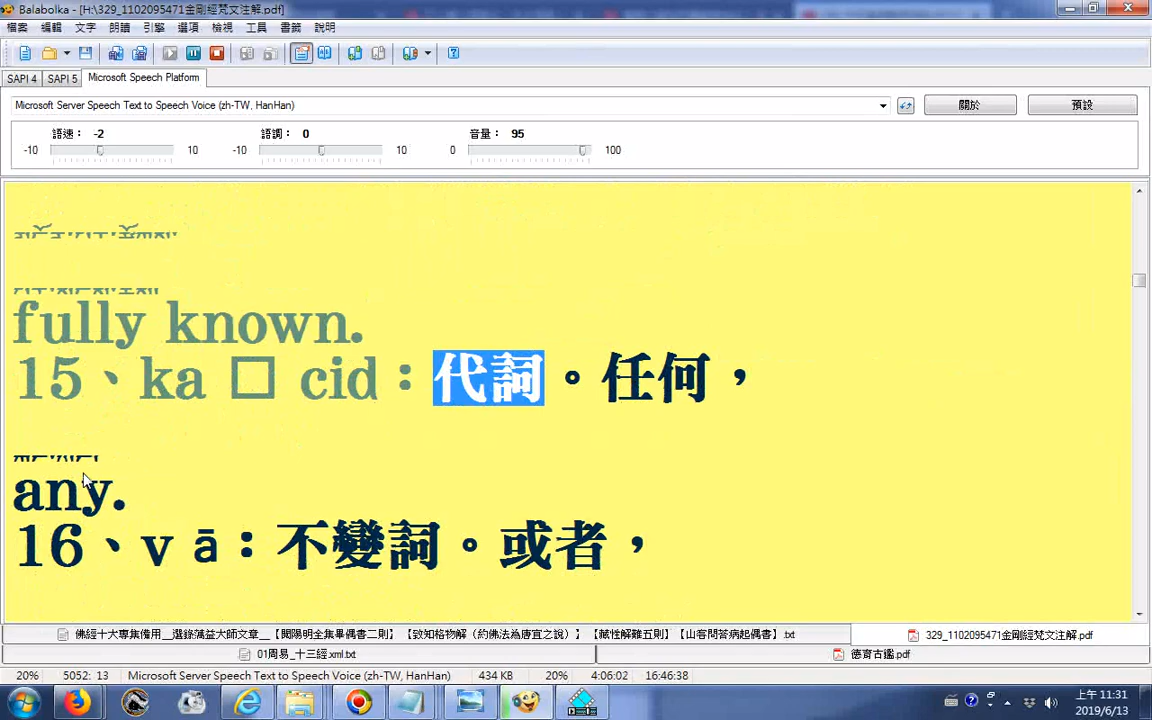 Balabolka - [H:\329_1102095471金剛經梵文注解.pdf]
檔案 編輯 文字 朗讀 引擎 選項 檢視 工具 書籤 說明
SAPI 4 SAPI 5 Microsoft Speech Platform
Microsoft Server Speech Text to Speech Voice (zh-TW, HanHan) 關於 預設
語速： -2 語調： 0 音量： 95
-10 10 -10 10 0 100
fully known.
15、ka □ cid：代詞。任何，
any.
16、v ā：不變詞。或者，
佛經十大專集備用__選錄蕅益大師文章__【閱陽明全集畢偶書二則】【致知格物解（約佛法為唐宜之說）】【弒性解難五則】【山客問答病起偶書】.txt 329_1102095471金剛經梵文注解.pdf
01周易_十三經.xml.txt 德育古鑑.pdf
20% 5052: 13 Microsoft Server Speech Text to Speech Voice (zh-TW, HanHan) 434 KB 20% 4:06:02 16:46:38
上午 11:31
2019/6/13